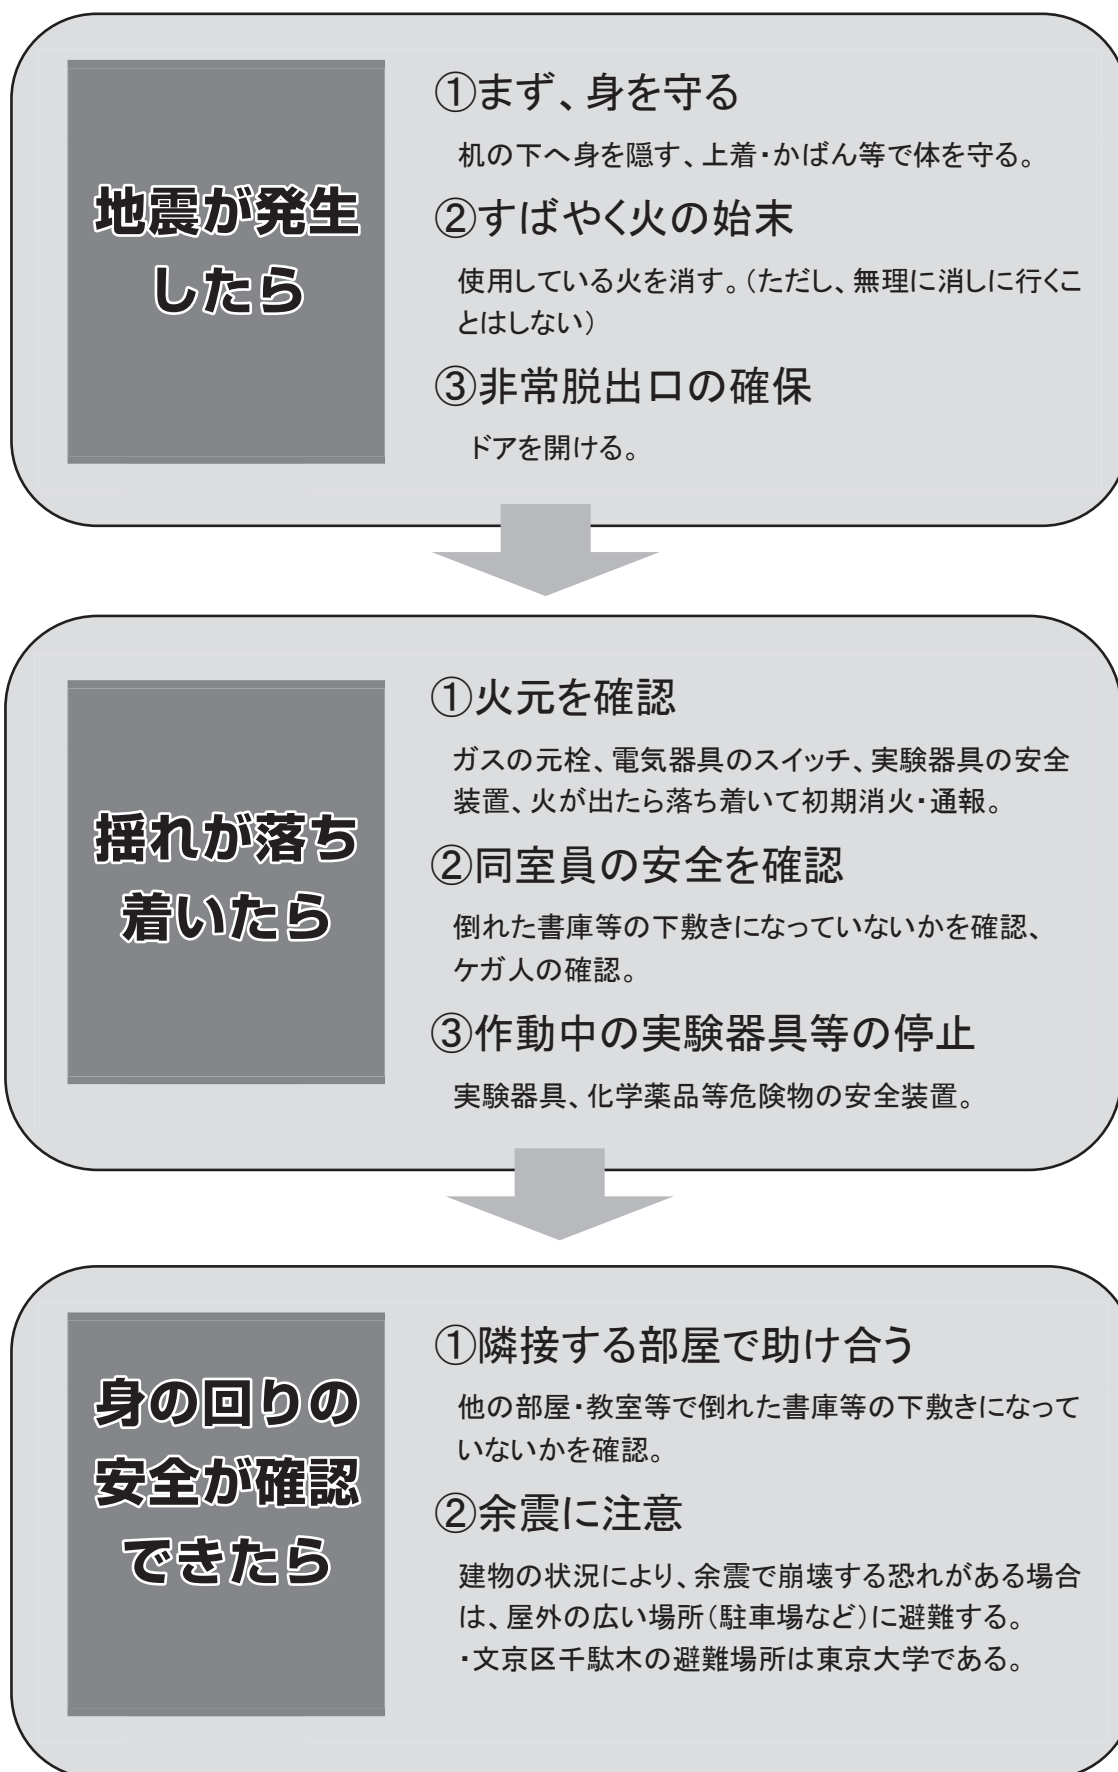 地震が発生
したら
①まず、身を守る
机の下へ身を隠す、上着・かばん等で体を守る。
②すばやく火の始末
使用している火を消す。(ただし、無理に消しに行くこ
とはしない)
③非常脱出口の確保
ドアを開ける。
揺れが落ち
着いたら
①火元を確認
ガスの元栓、電気器具のスイッチ、実験器具の安全
装置、火が出たら落ち着いて初期消火・通報。
②同室員の安全を確認
倒れた書庫等の下敷きになっていないかを確認、
ケガ人の確認。
③作動中の実験器具等の停止
実験器具、化学薬品等危険物の安全装置。
身の回りの
安全が確認
できたら
①隣接する部屋で助け合う
他の部屋・教室等で倒れた書庫等の下敷きになって
いないかを確認。
②余震に注意
建物の状況により、余震で崩壊する恐れがある場合
は、屋外の広い場所(駐車場など)に避難する。
・文京区千駄木の避難場所は東京大学である。